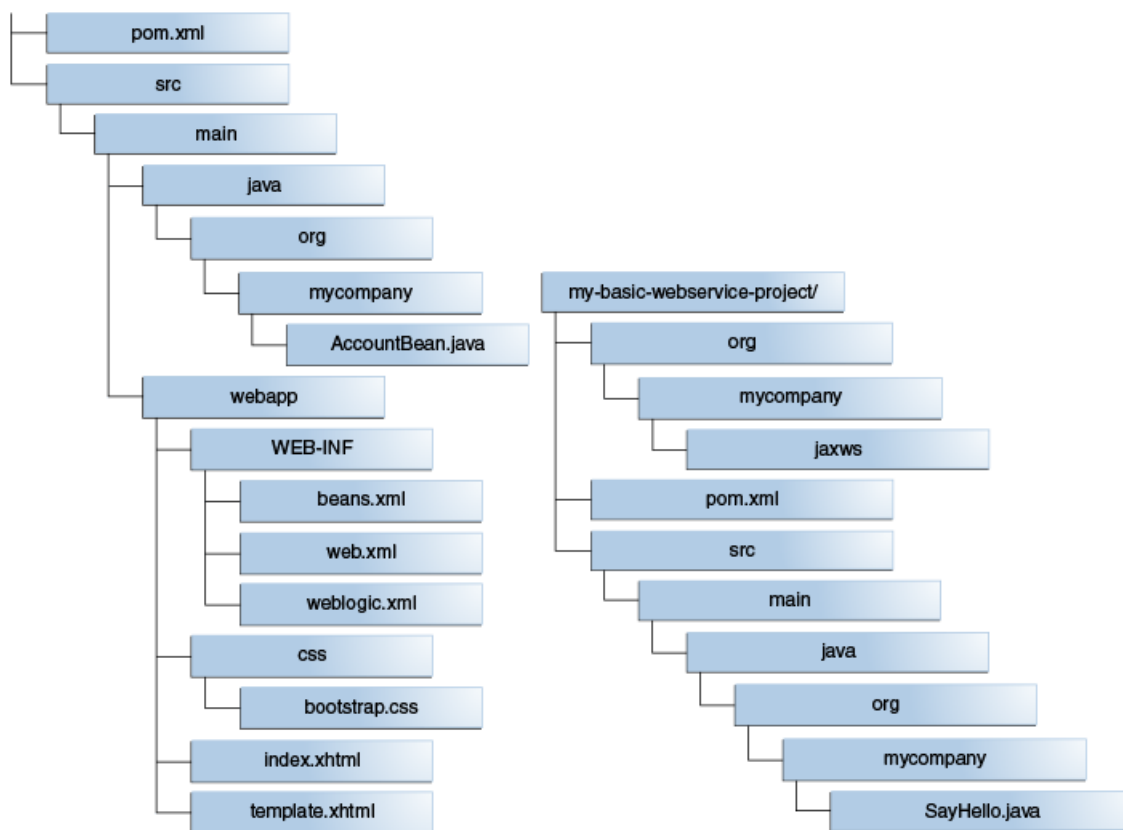 pom.xml
src
main
java
org
mycompany
AccountBean.java
webapp
WEB-INF
beans.xml
web.xml
weblogic.xml
css
bootstrap.css
index.xhtml
template.xhtml
my-basic-webservice-project/
org
mycompany
jaxws
pom.xml
src
main
java
org
mycompany
SayHello.java